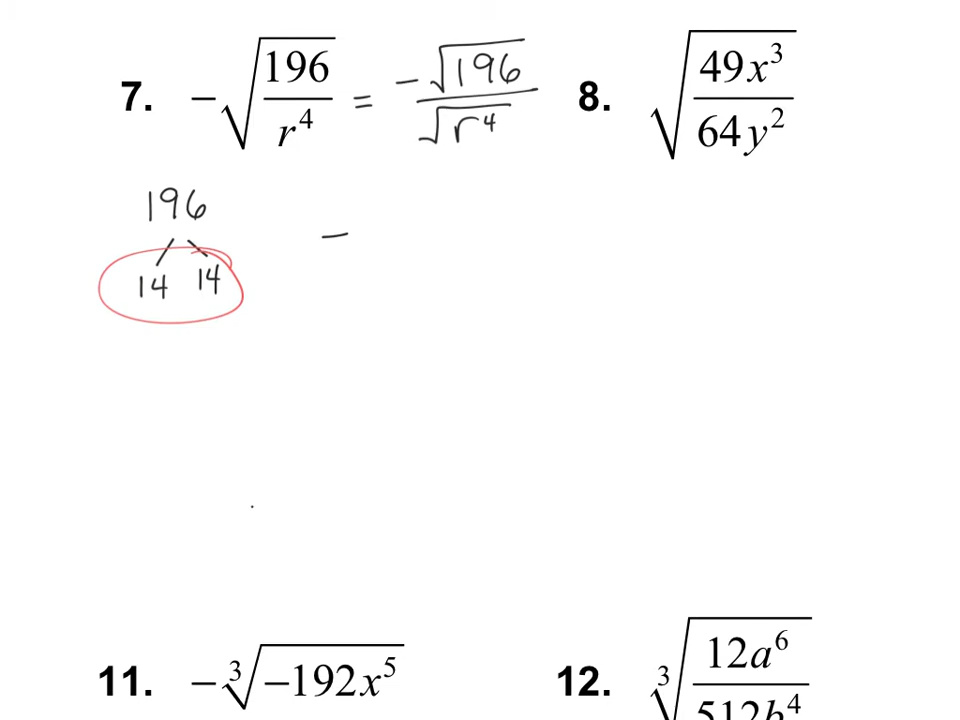 7. −√(196/r⁴) = −√196/√r⁴
8. √(49x³/64y²)
196
14 14
−
11. −∛(−192x⁵)
12. ∛(12a⁶/512b⁴)